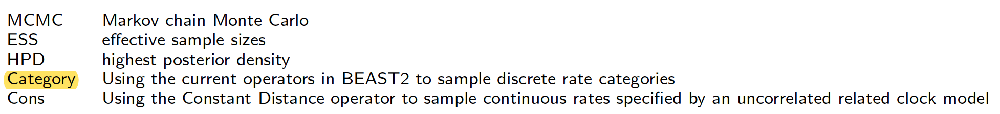 MCMC Markov chain Monte Carlo
ESS effective sample sizes
HPD highest posterior density
Category Using the current operators in BEAST2 to sample discrete rate categories
Cons Using the Constant Distance operator to sample continuous rates specified by an uncorrelated related clock model